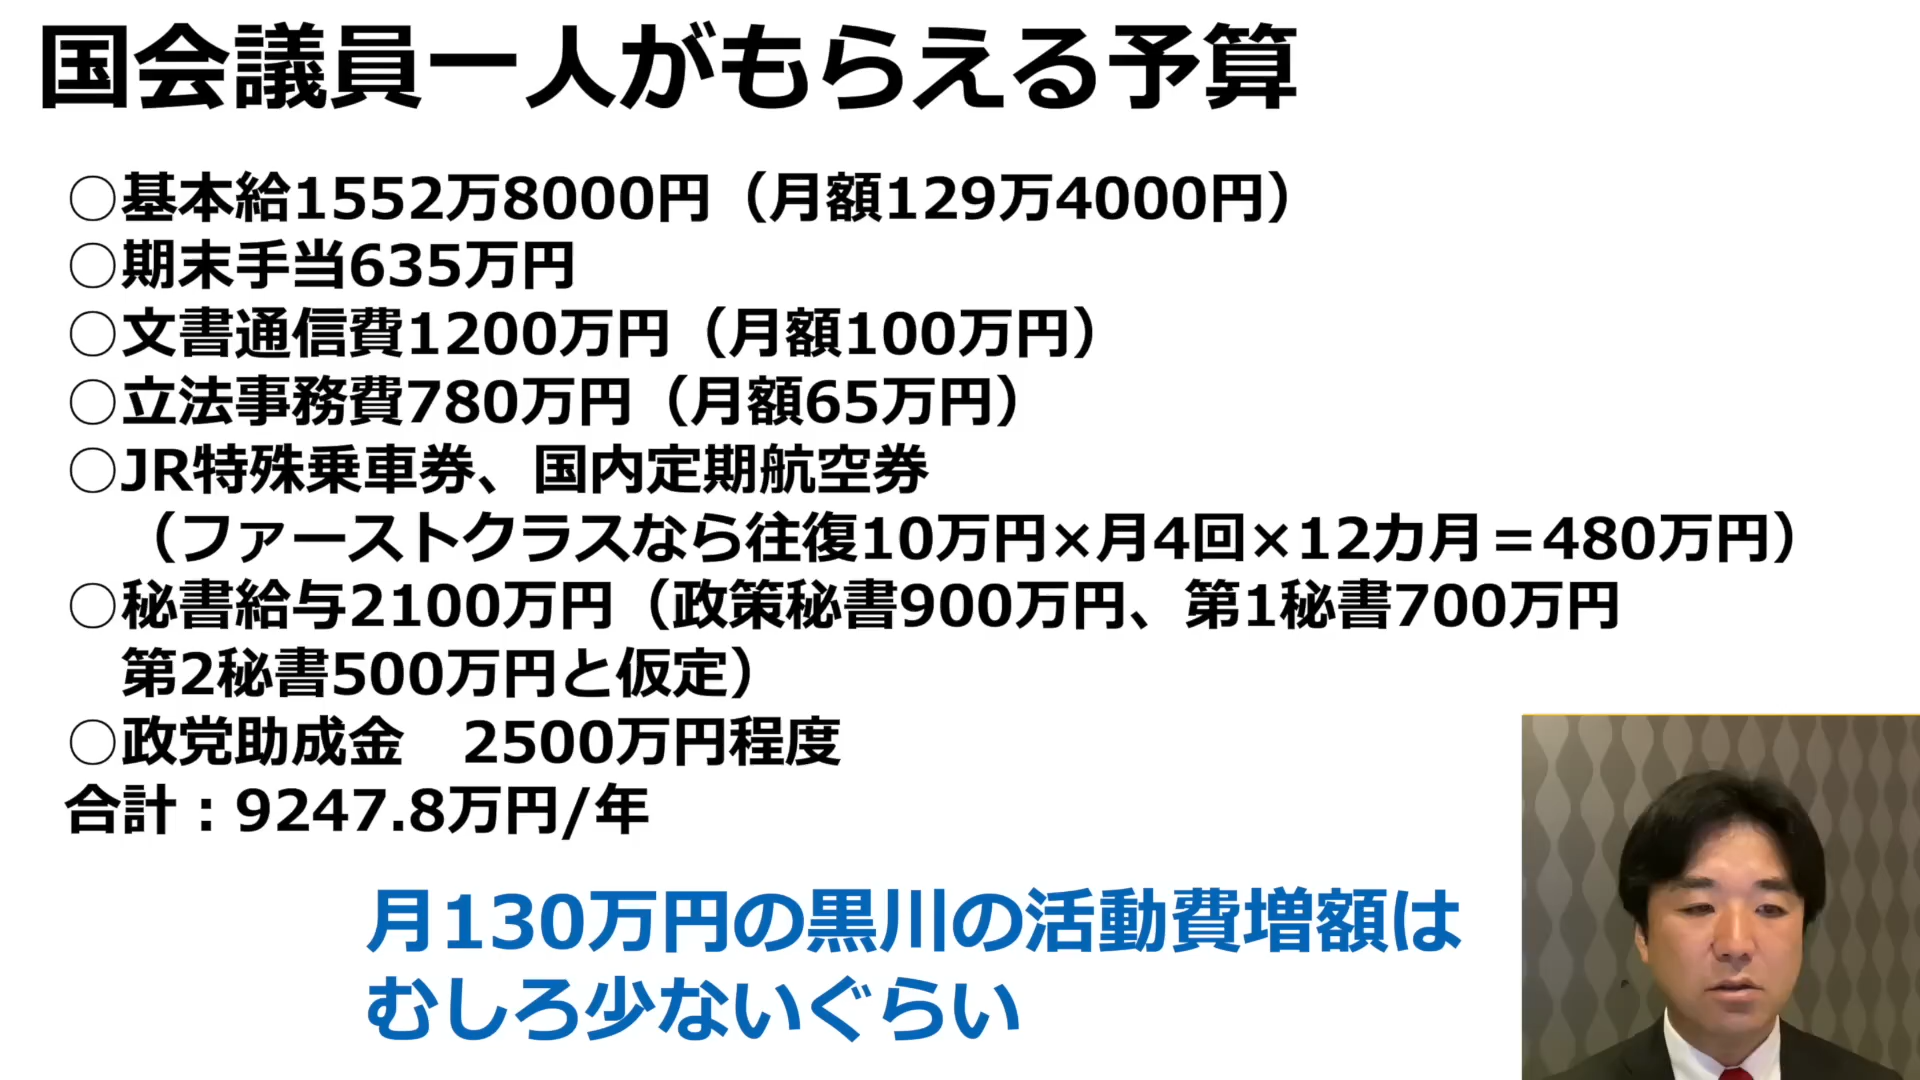 国会議員一人がもらえる予算
○基本給1552万8000円（月額129万4000円）
○期末手当635万円
○文書通信費1200万円（月額100万円）
○立法事務費780万円（月額65万円）
○JR特殊乗車券、国内定期航空券
（ファーストクラスなら往復10万円×月4回×12カ月＝480万円）
○秘書給与2100万円（政策秘書900万円、第1秘書700万円
第2秘書500万円と仮定）
○政党助成金　2500万円程度
合計：9247.8万円/年
月130万円の黒川の活動費増額は
むしろ少ないぐらい